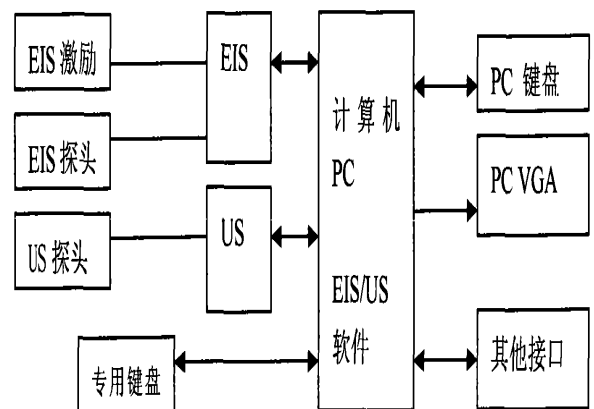 EIS 激励
EIS 探头
US 探头
专用键盘
EIS
US
计算机
PC
EIS/US
软件
PC 键盘
PC VGA
其他接口